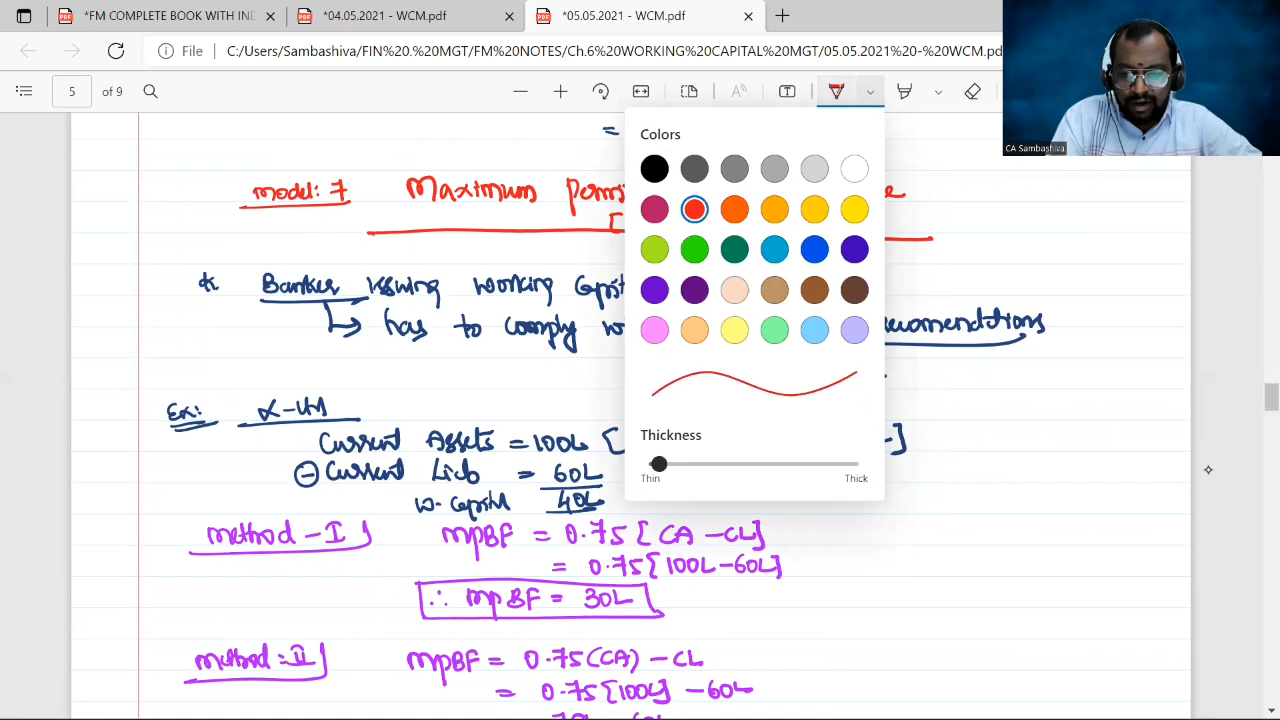 *FM COMPLETE BOOK WITH IND
*04.05.2021 - WCM.pdf
*05.05.2021 - WCM.pdf
File C:/Users/Sambashiva/FIN%20.%20MGT/FM%20NOTES/Ch.6%20WORKING%20CAPITAL%20MGT/05.05.2021%20-%20WCM.pd
5 of 9
CA Sambashiva
Colors
Thickness
Thin Thick
=
model: 7 Maximum
* Banker issuing working
has to comply
Ex:
Current Assets = 100L [ ]
⊖ Current Liab = 60L
w. capital 40L
method - I MPBF = 0.75 [CA - CL]
= 0.75 [100L - 60L]
∴ MPBF = 30L
method: II MPBF = 0.75 (CA) - CL
= 0.75 [100L] - 60L